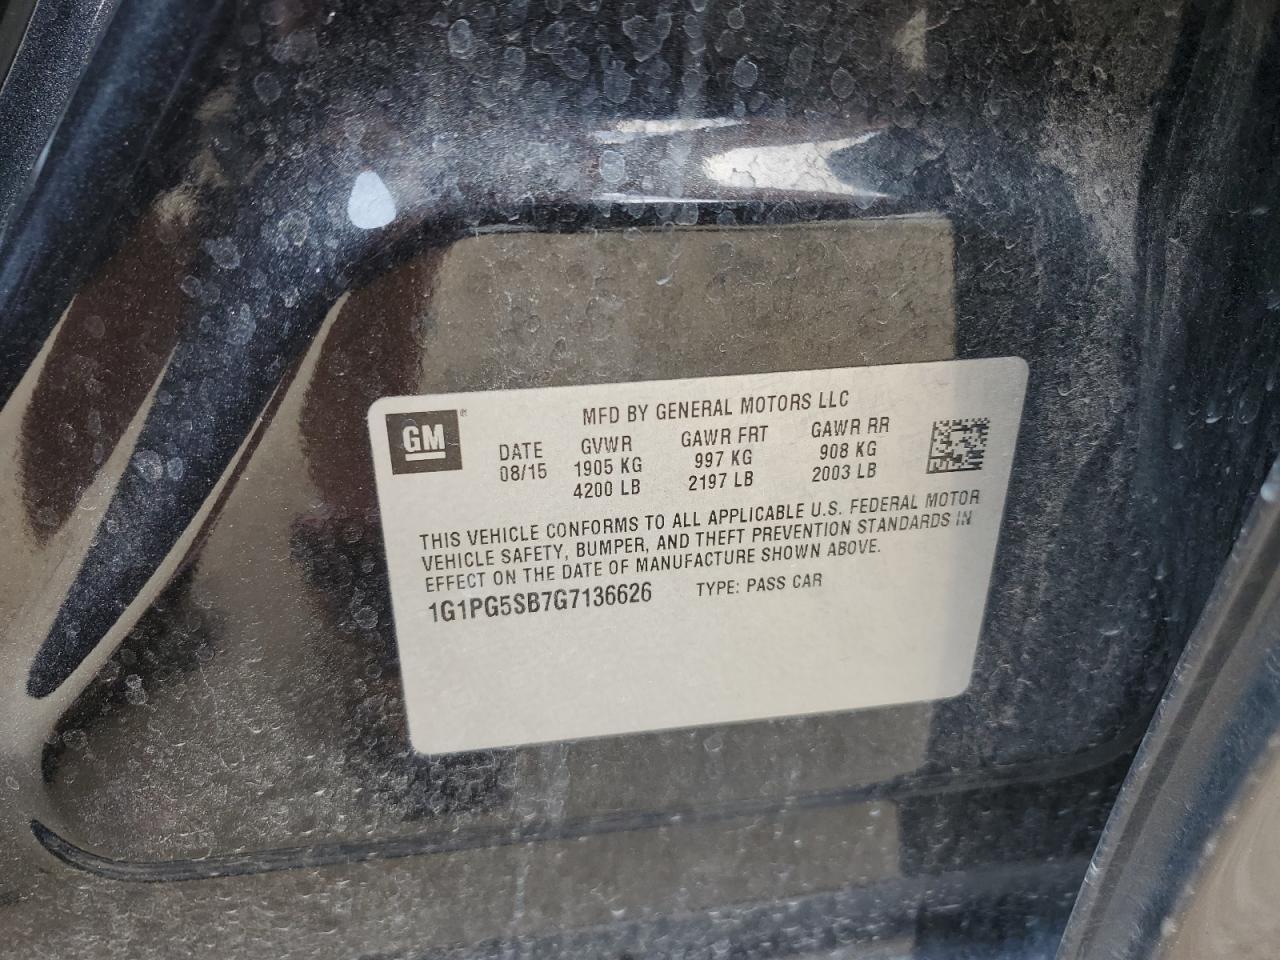 MFD BY GENERAL MOTORS LLC
GM®
DATE GVWR GAWR FRT GAWR RR
08/15 1905 KG 997 KG 908 KG
4200 LB 2197 LB 2003 LB
THIS VEHICLE CONFORMS TO ALL APPLICABLE U.S. FEDERAL MOTOR
VEHICLE SAFETY, BUMPER, AND THEFT PREVENTION STANDARDS IN
EFFECT ON THE DATE OF MANUFACTURE SHOWN ABOVE.
1G1PG5SB7G7136626 TYPE: PASS CAR